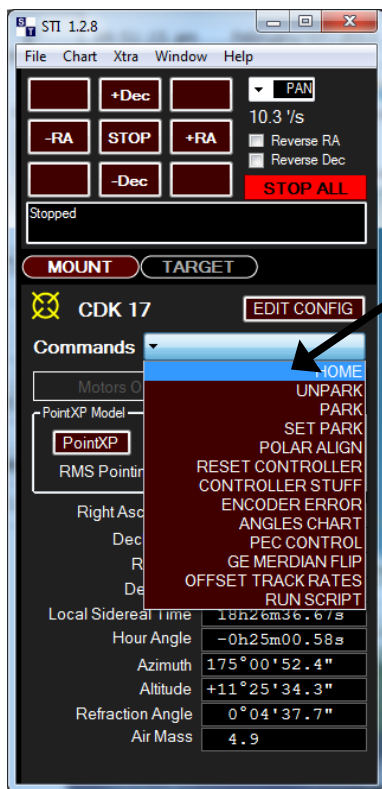 STI 1.2.8
File Chart Xtra Window Help
+Dec
PAN
10.3 '/s
-RA STOP +RA
Reverse RA
Reverse Dec
-Dec
STOP ALL
Stopped
MOUNT TARGET
CDK 17 EDIT CONFIG
Commands
HOME
Motors
UNPARK
PARK
PointXP Model
SET PARK
PointXP
POLAR ALIGN
RMS
RESET CONTROLLER
CONTROLLER STUFF
ENCODER ERROR
Right
ANGLES CHART
PEC CONTROL
GE MERDIAN FLIP
OFFSET TRACK RATES
RUN SCRIPT
Local Sidereal Time 18h26m36.67s
Hour Angle -0h25m00.58s
Azimuth 175°00'52.4"
Altitude +11°25'34.3"
Refraction Angle 0°04'37.7"
Air Mass 4.9